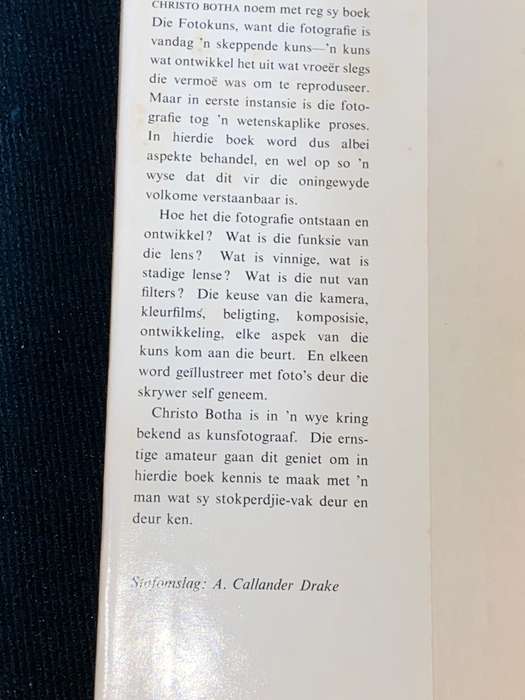 CHRISTO BOTHA noem met reg sy boek
Die Fotokuns, want die fotografie is
vandag 'n skeppende kuns—'n kuns
wat ontwikkel het uit wat vroeër slegs
die vermoë was om te reproduseer.
Maar in eerste instansie is die foto-
grafie tog 'n wetenskaplike proses.
In hierdie boek word dus albei
aspekte behandel, en wel op so 'n
wyse dat dit vir die oningewyde
volkome verstaanbaar is.
Hoe het die fotografie ontstaan en
ontwikkel? Wat is die funksie van
die lens? Wat is vinnige, wat is
stadige lense? Wat is die nut van
filters? Die keuse van die kamera,
kleurfilms, beligting, komposisie,
ontwikkeling, elke aspek van die
kuns kom aan die beurt. En elkeen
word geïllustreer met foto's deur die
skrywer self geneem.
Christo Botha is in 'n wye kring
bekend as kunsfotograaf. Die erns-
tige amateur gaan dit geniet om in
hierdie boek kennis te maak met 'n
man wat sy stokperdjie-vak deur en
deur ken.
Stofomslag: A. Callander Drake